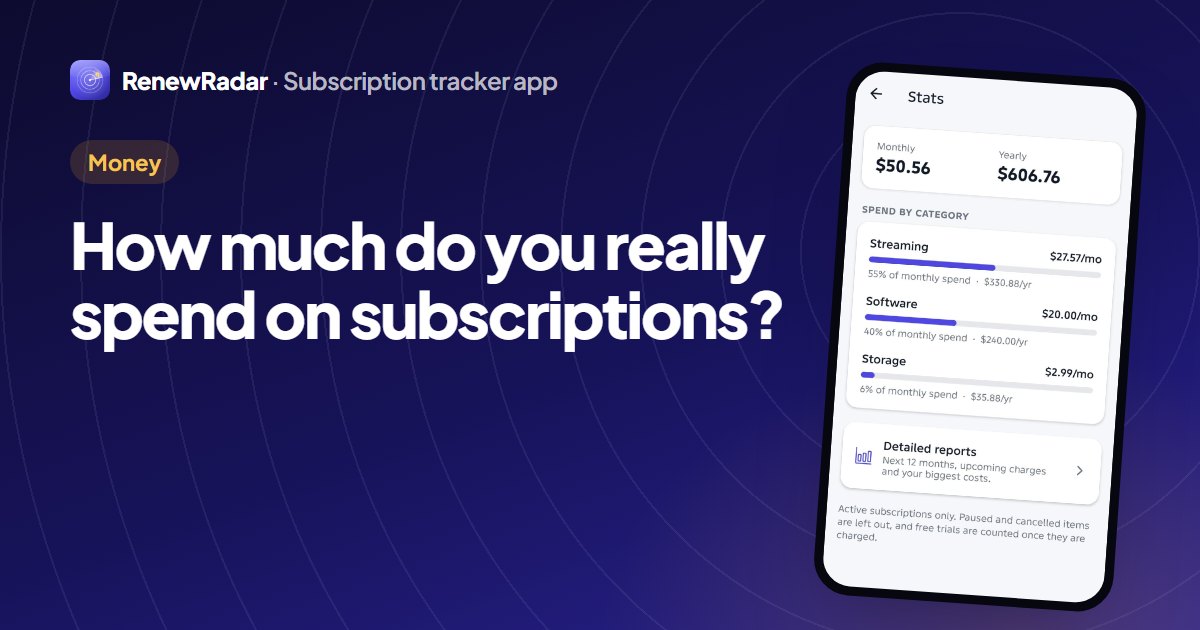 RenewRadar · Subscription tracker app
Money
How much do you really
spend on subscriptions?
Stats
Monthly
$50.56
Yearly
$606.76
SPEND BY CATEGORY
Streaming
$27.57/mo
55% of monthly spend · $330.88/yr
Software
$20.00/mo
40% of monthly spend · $240.00/yr
Storage
$2.99/mo
6% of monthly spend · $35.88/yr
Detailed reports
Next 12 months, upcoming charges
and your biggest costs.
Active subscriptions only. Paused and cancelled items
are left out, and free trials are counted once they are
charged.